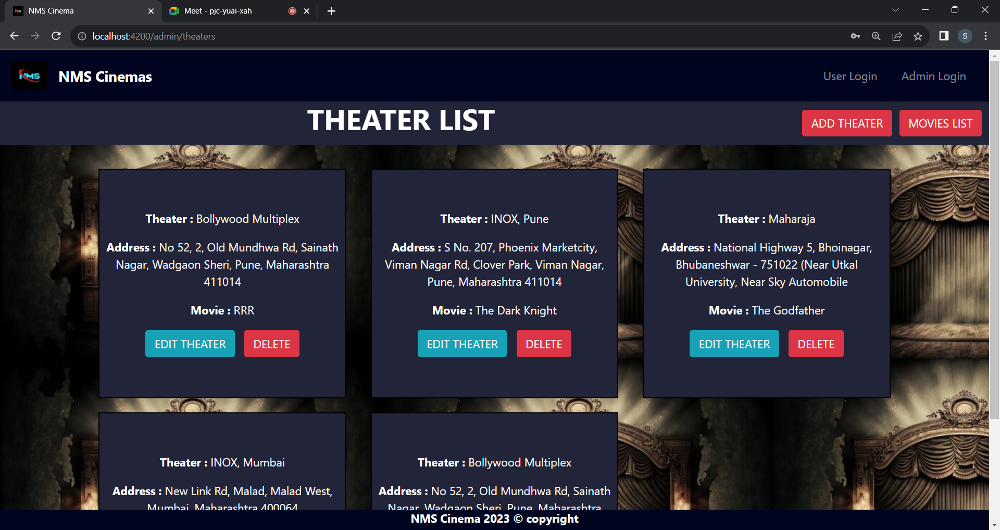 NMS Cinema
Meet - pjc-yuai-xah
localhost:4200/admin/theaters
S
NMS
NMS Cinemas
User Login
Admin Login
THEATER LIST
ADD THEATER
MOVIES LIST
Theater : Bollywood Multiplex
Address : No 52, 2, Old Mundhwa Rd, Sainath
Nagar, Wadgaon Sheri, Pune, Maharashtra
411014
Movie : RRR
EDIT THEATER
DELETE
Theater : INOX, Pune
Address : S No. 207, Phoenix Marketcity,
Viman Nagar Rd, Clover Park, Viman Nagar,
Pune, Maharashtra 411014
Movie : The Dark Knight
EDIT THEATER
DELETE
Theater : Maharaja
Address : National Highway 5, Bhoinagar,
Bhubaneshwar - 751022 (Near Utkal
University, Near Sky Automobile
Movie : The Godfather
EDIT THEATER
DELETE
Theater : INOX, Mumbai
Address : New Link Rd, Malad, Malad West,
Mumbai, Maharashtra 400064
Theater : Bollywood Multiplex
Address : No 52, 2, Old Mundhwa Rd, Sainath
Nagar, Wadgaon Sheri, Pune, Maharashtra
NMS Cinema 2023 © copyright